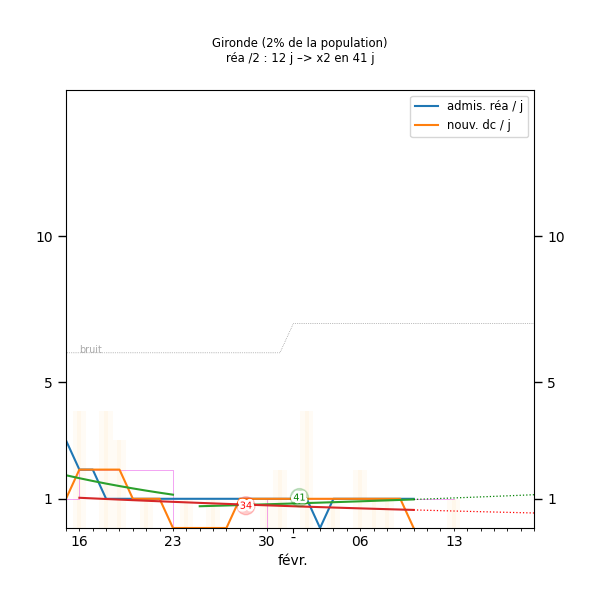 Gironde (2% de la population)
réa /2 : 12 j –> x2 en 41 j
admis. réa / j
nouv. dc / j
10 10
bruit
5 5
41
1 1
34
16 23 30 - 06 13
févr.